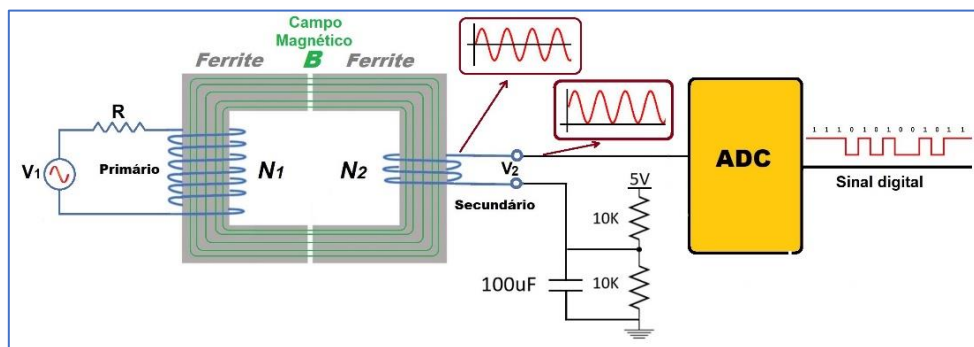 Campo
Magnético
Ferrite B Ferrite
R
V1
Primário
N1
N2
V2
Secundário
5V
10K
100uF
10K
ADC
1 1 1 0 1 0 1 0 0 1 0 1 1
Sinal digital